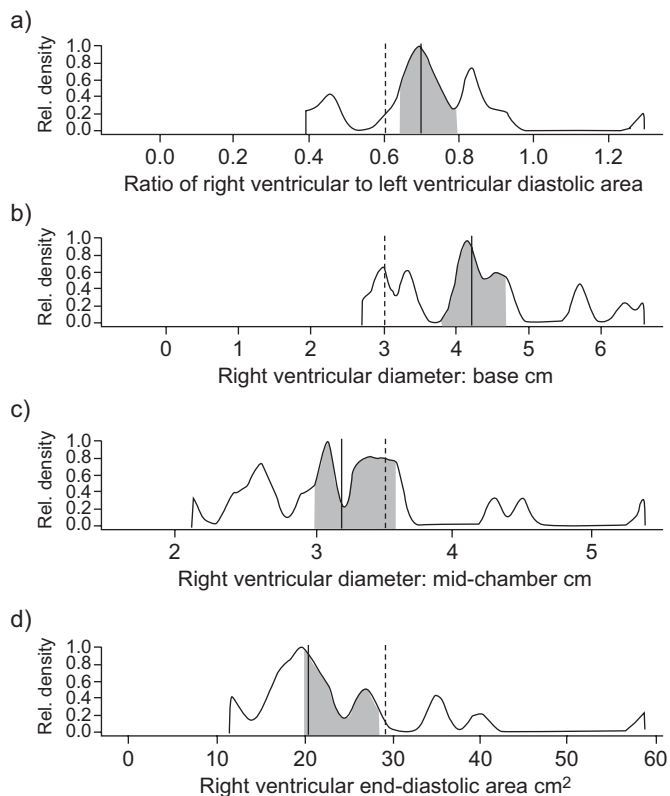 a)
Rel. density
1.0
0.8
0.6
0.4
0.2
0.0
0.0 0.2 0.4 0.6 0.8 1.0 1.2
Ratio of right ventricular to left ventricular diastolic area
b)
Rel. density
1.0
0.8
0.6
0.4
0.2
0.0
0 1 2 3 4 5 6
Right ventricular diameter: base cm
c)
Rel. density
1.0
0.8
0.6
0.4
0.2
0.0
2 3 4 5
Right ventricular diameter: mid-chamber cm
d)
Rel. density
1.0
0.8
0.6
0.4
0.2
0.0
0 10 20 30 40 50 60
Right ventricular end-diastolic area cm²